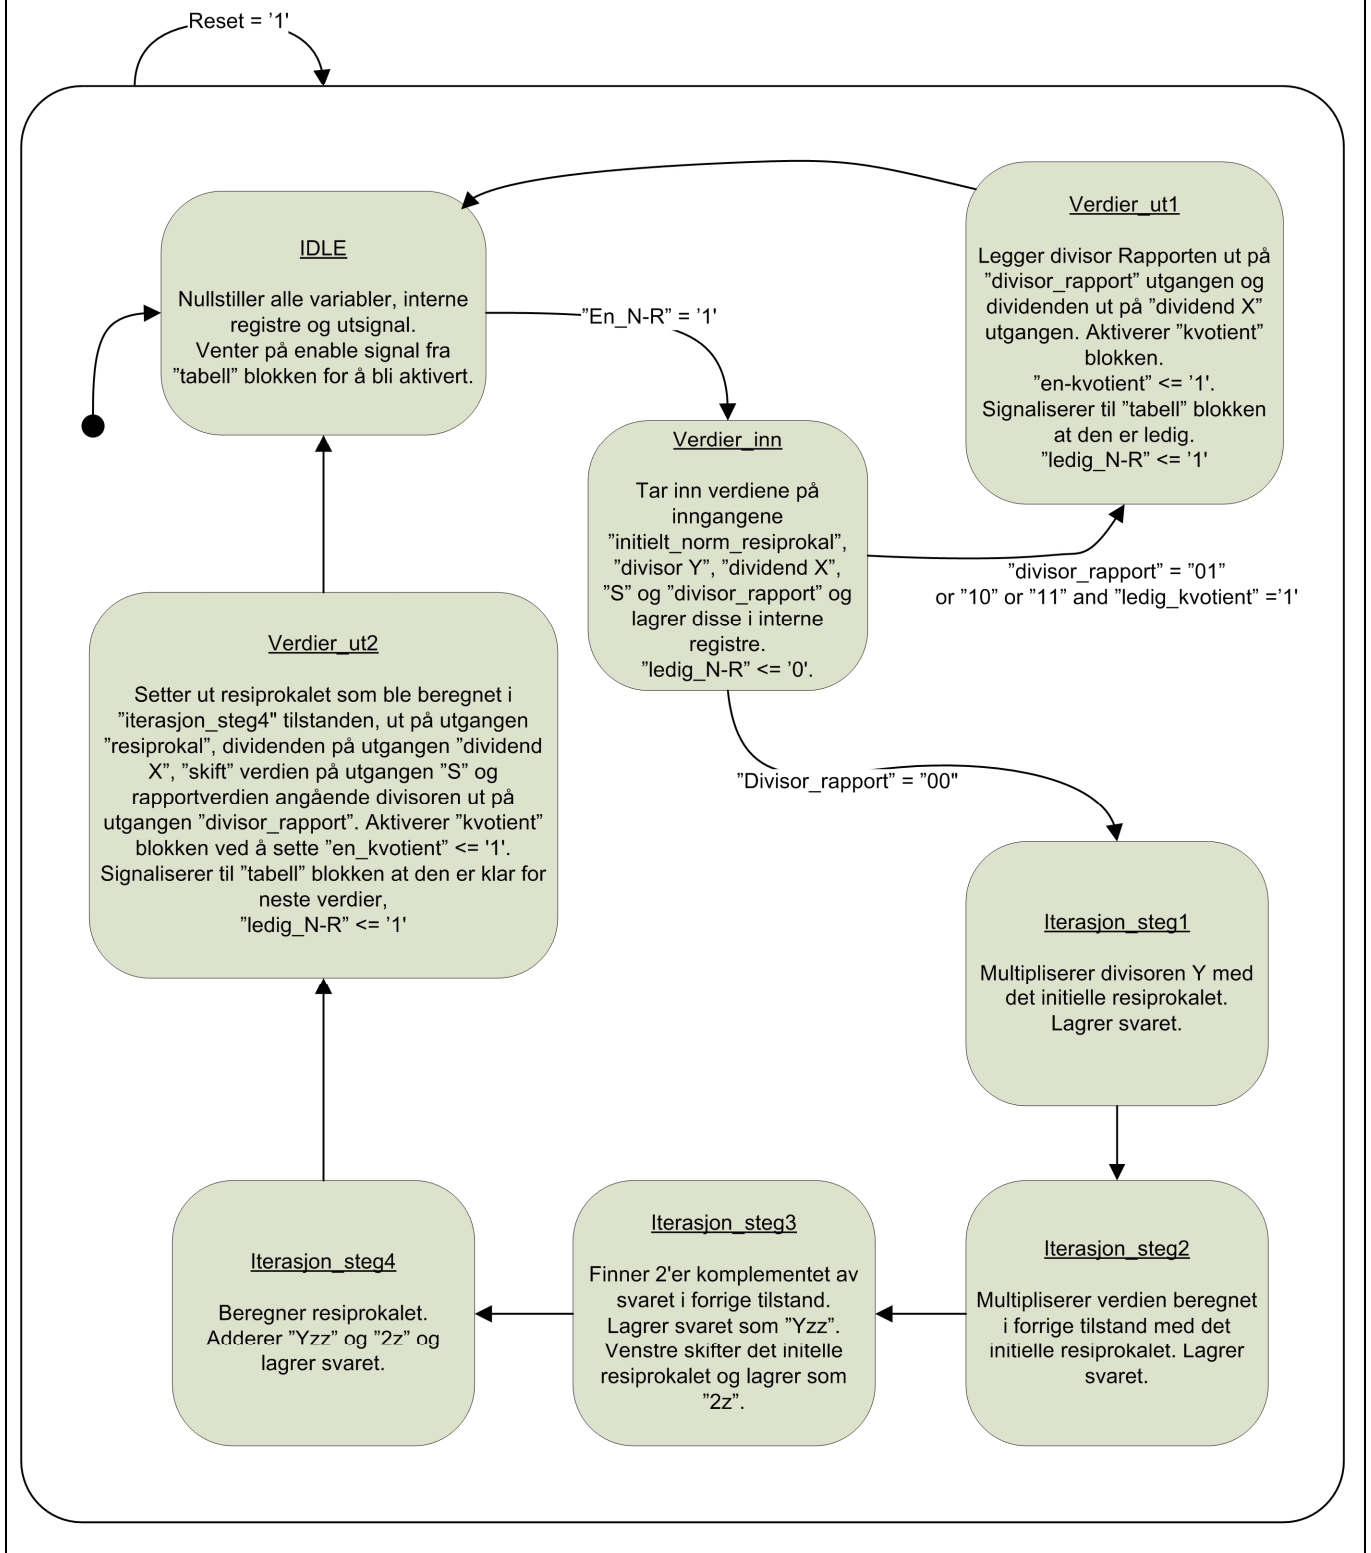 Reset = ’1'
IDLE
Nullstiller alle variabler, interne
registre og utsignal.
Venter på enable signal fra
”tabell” blokken for å bli aktivert.
”En_N-R” = ‘1'
Verdier_ut1
Legger divisor Rapporten ut på
”divisor_rapport” utgangen og
dividenden ut på ”dividend X”
utgangen. Aktiverer ”kvotient”
blokken.
”en-kvotient” <= ’1'.
Signaliserer til ”tabell” blokken
at den er ledig.
”ledig_N-R” <= ’1'
Verdier_inn
Tar inn verdiene på
inngangene
”initielt_norm_resiprokal”,
”divisor Y”, ”dividend X”,
”S” og ”divisor_rapport” og
lagrer disse i interne
registre.
”ledig_N-R” <= ’0'.
”divisor_rapport” = ”01”
or ”10” or ”11” and ”ledig_kvotient” =’1'
Verdier_ut2
Setter ut resiprokalet som ble beregnet i
”iterasjon_steg4" tilstanden, ut på utgangen
”resiprokal”, dividenden på utgangen ”dividend
X”, ”skift” verdien på utgangen ”S” og
rapportverdien angående divisoren ut på
utgangen ”divisor_rapport”. Aktiverer ”kvotient”
blokken ved å sette ”en_kvotient” <= '1'.
Signaliserer til ”tabell” blokken at den er klar for
neste verdier,
”ledig_N-R” <= ’1'
”Divisor_rapport” = ”00"
Iterasjon_steg1
Multipliserer divisoren Y med
det initielle resiprokalet.
Lagrer svaret.
Iterasjon_steg2
Multipliserer verdien beregnet
i forrige tilstand med det
initielle resiprokalet. Lagrer
svaret.
Iterasjon_steg3
Finner 2'er komplementet av
svaret i forrige tilstand.
Lagrer svaret som ”Yzz”.
Venstre skifter det initelle
resiprokalet og lagrer som
”2z”.
Iterasjon_steg4
Beregner resiprokalet.
Adderer ”Yzz” og ”2z” og
lagrer svaret.